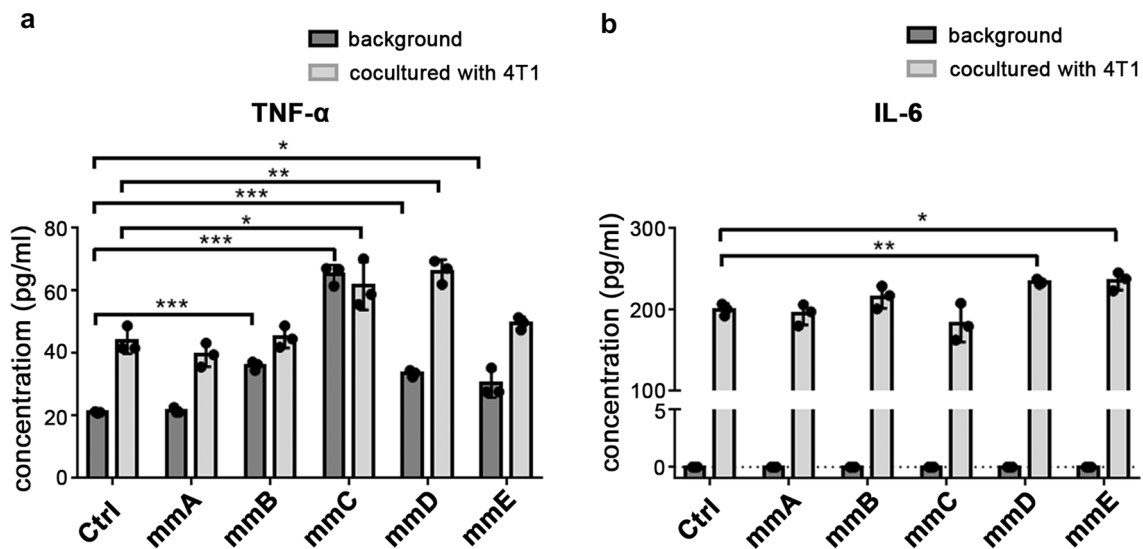 a
background
cocultured with 4T1
TNF-α
*
**
***
*
***
***
concentratiom (pg/ml)
80
60
40
20
0
Ctrl
mmA
mmB
mmC
mmD
mmE
b
background
cocultured with 4T1
IL-6
*
**
concentration (pg/ml)
300
200
100
5
0
Ctrl
mmA
mmB
mmC
mmD
mmE